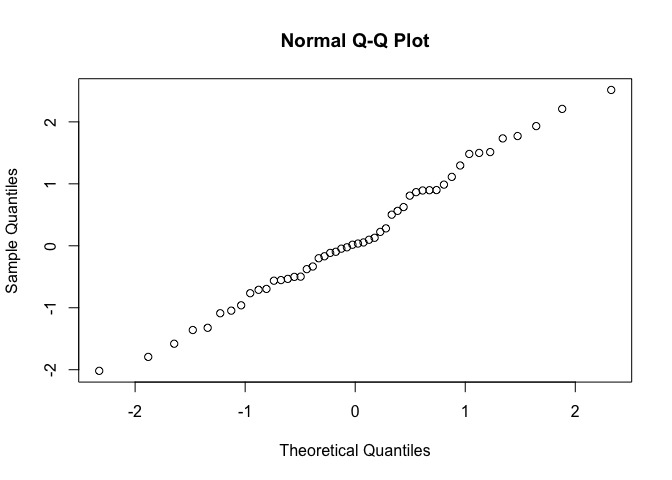 Normal Q-Q Plot
Sample Quantiles
2
1
0
-1
-2
-2 -1 0 1 2
Theoretical Quantiles